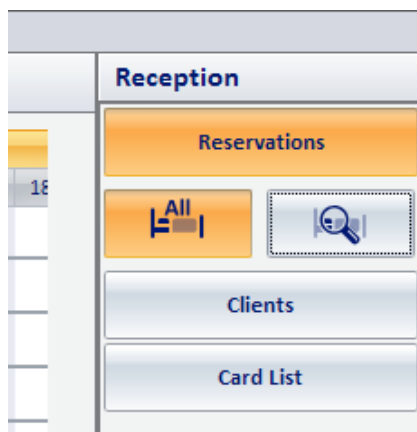 Reception
Reservations
18
All
Clients
Card List